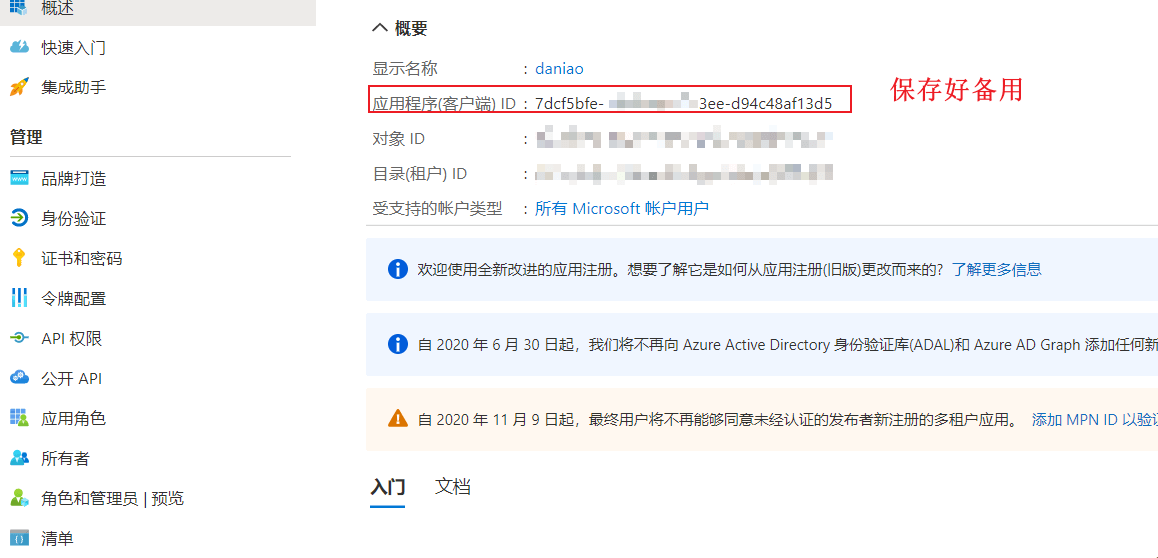 概述
快速入门
集成助手
管理
品牌打造
身份验证
证书和密码
令牌配置
API 权限
公开 API
应用角色
所有者
角色和管理员 | 预览
清单
概要
显示名称 : daniao
应用程序(客户端) ID : 7dcf5bfe- 3ee-d94c48af13d5
保存好备用
对象 ID :
目录(租户) ID :
受支持的帐户类型 : 所有 Microsoft 帐户用户
欢迎使用全新改进的应用注册。想要了解它是如何从应用注册(旧版)更改而来的? 了解更多信息
自 2020 年 6 月 30 日起，我们将不再向 Azure Active Directory 身份验证库(ADAL)和 Azure AD Graph 添加任何新
自 2020 年 11 月 9 日起，最终用户将不再能够同意未经认证的发布者新注册的多租户应用。 添加 MPN ID 以验证
入门 文档